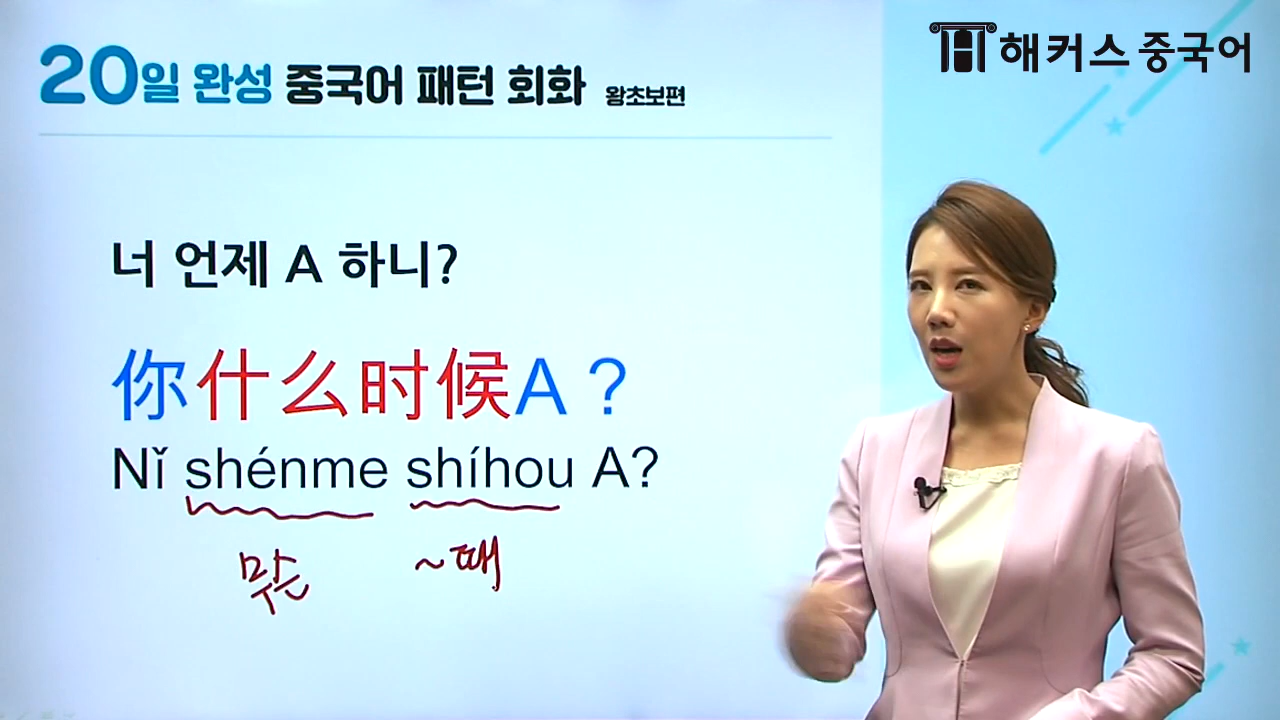 20일 완성 중국어 패턴 회화 왕초보편
해커스 중국어
너 언제 A 하니?
你什么时候A？
Nǐ shénme shíhou A?
무슨 ~때